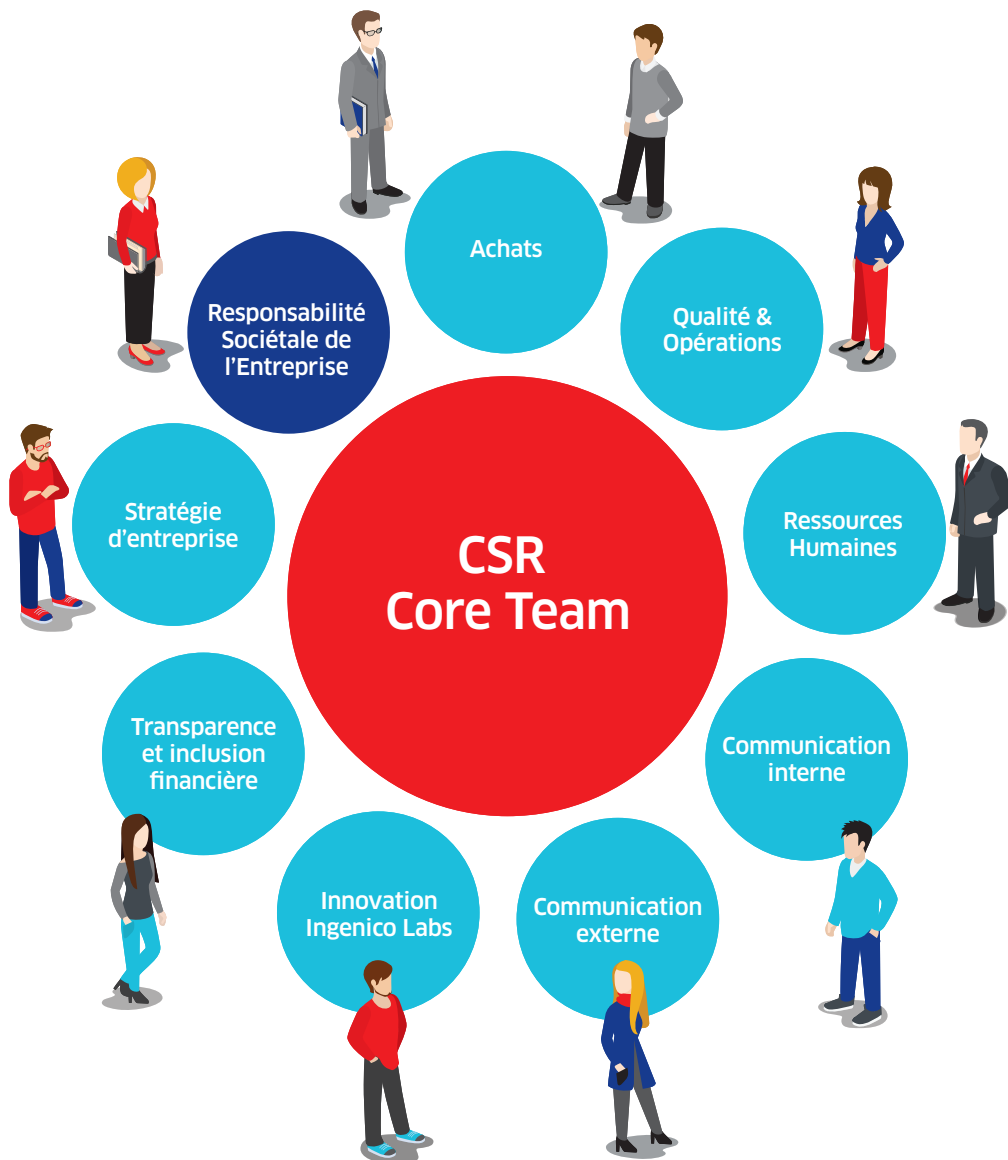 Achats
Responsabilité
Sociétale de
l'Entreprise
Qualité &
Opérations
Stratégie
d'entreprise
CSR
Core Team
Ressources
Humaines
Transparence
et inclusion
financière
Communication
interne
Innovation
Ingenico Labs
Communication
externe